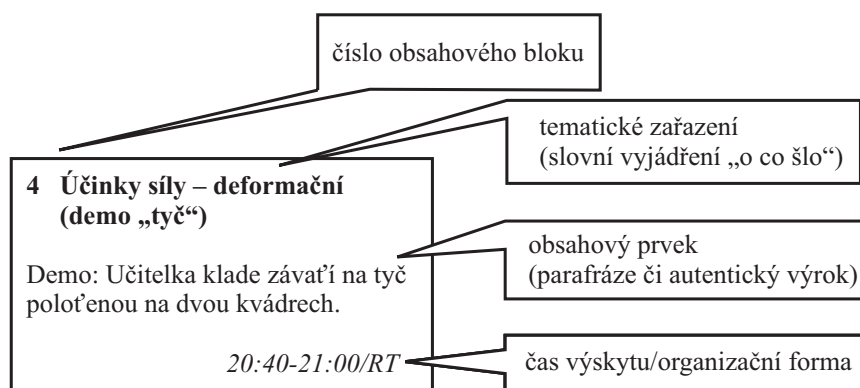 číslo obsahového bloku
tematické zařazení
(slovní vyjádření „o co šlo“)
4 Účinky síly – deformační
(demo „tyč“)
obsahový prvek
(parafráze či autentický výrok)
Demo: Učitelka klade závaťí na tyč
poloťenou na dvou kvádrech.
20:40-21:00/RT
čas výskytu/organizační forma